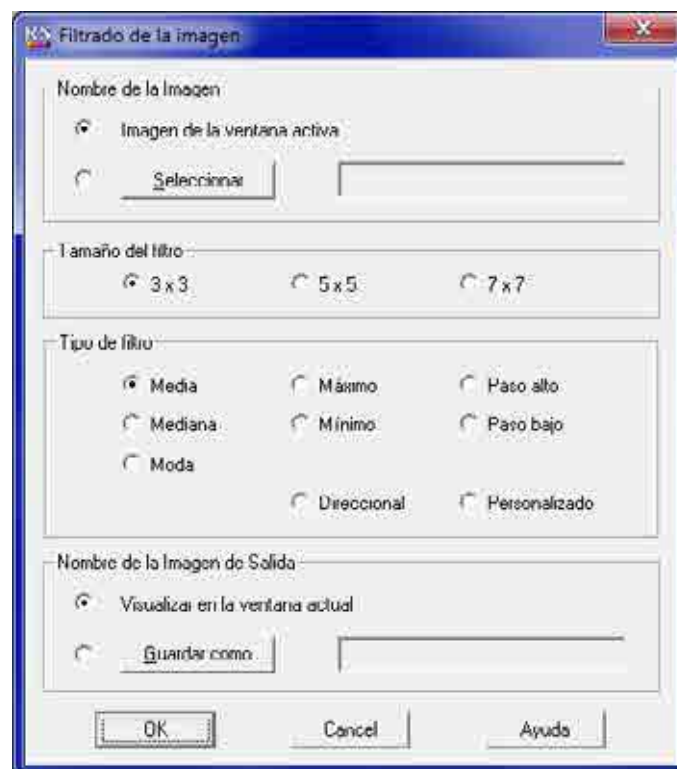 Filtrado de la imagen
Nombre de la Imagen
Imagen de la ventana activa
Seleccionar
Tamaño del filtro
3 x 3 5 x 5 7 x 7
Tipo de filtro
Media Máximo Paso alto
Mediana Mínimo Paso bajo
Moda
Direccional Personalizado
Nombre de la Imagen de Salida
Visualizar en la ventana actual
Guardar como
OK Cancel Ayuda